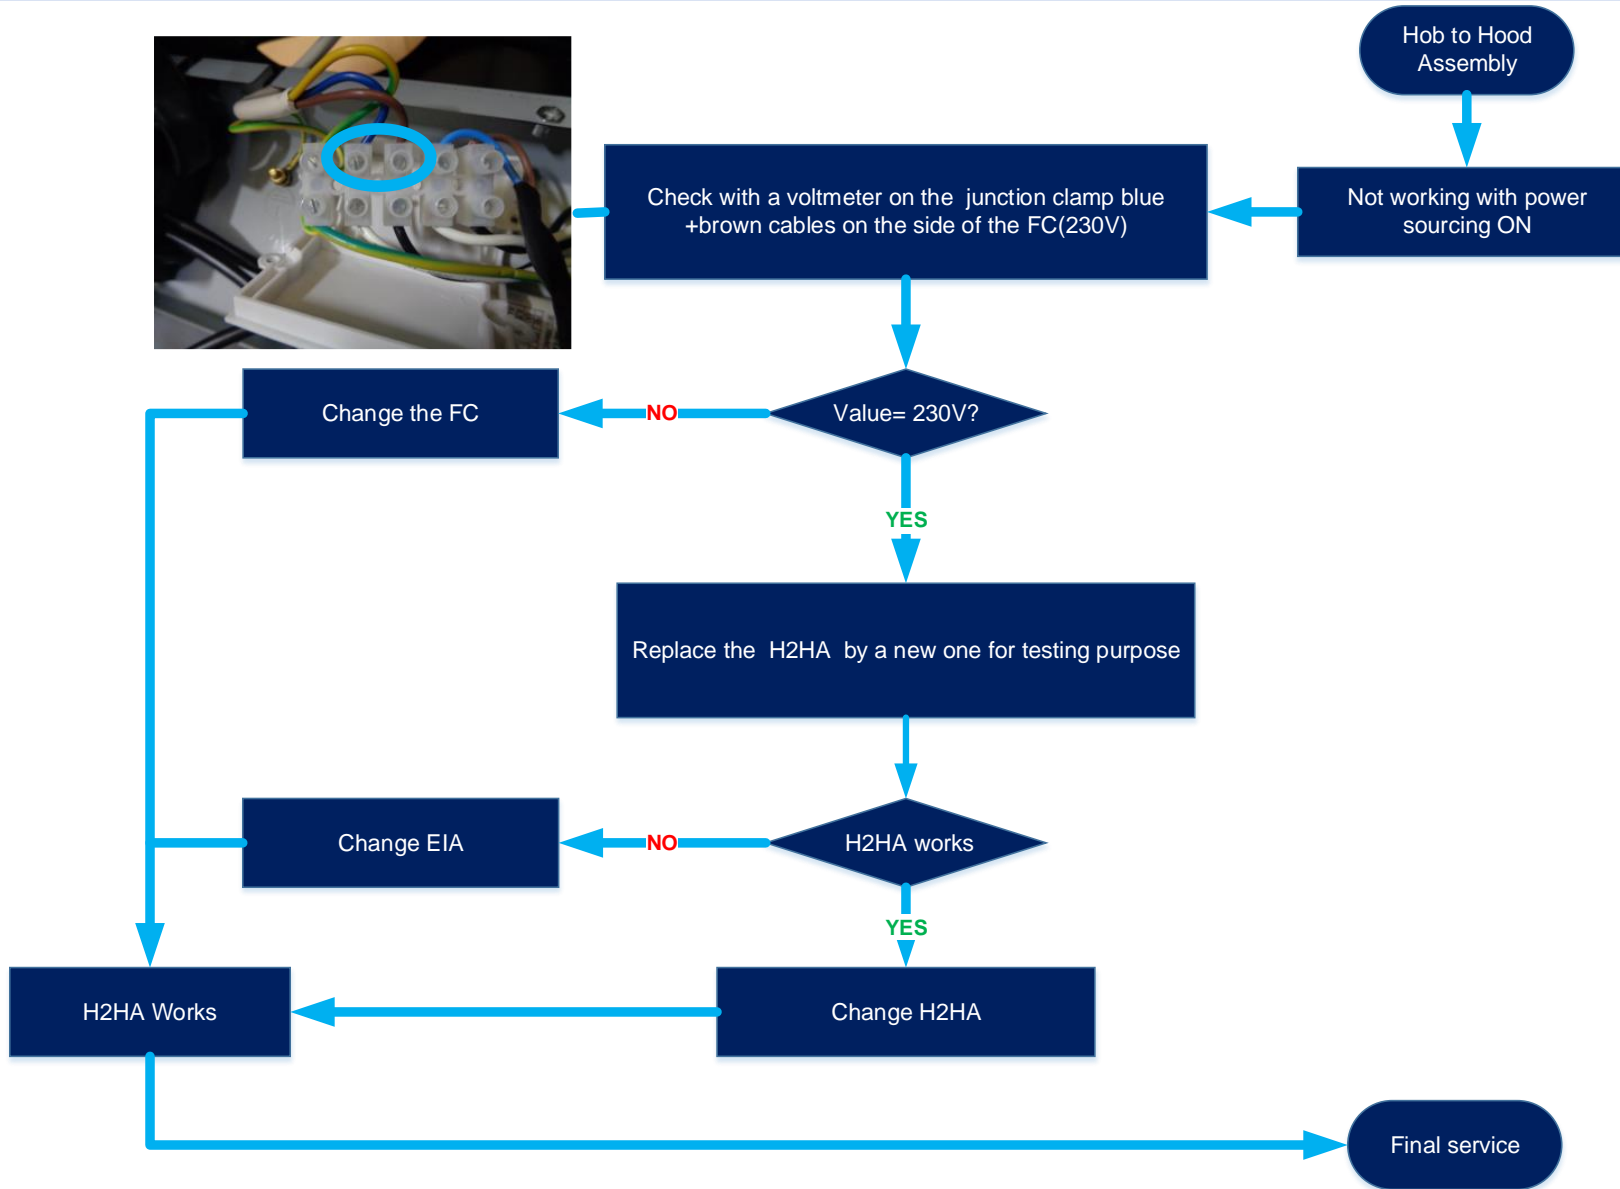 Hob to Hood
Assembly
Not working with power
sourcing ON
Check with a voltmeter on the junction clamp blue
+brown cables on the side of the FC(230V)
Value= 230V?
NO
Change the FC
YES
Replace the H2HA by a new one for testing purpose
H2HA works
NO
Change EIA
YES
Change H2HA
H2HA Works
Final service